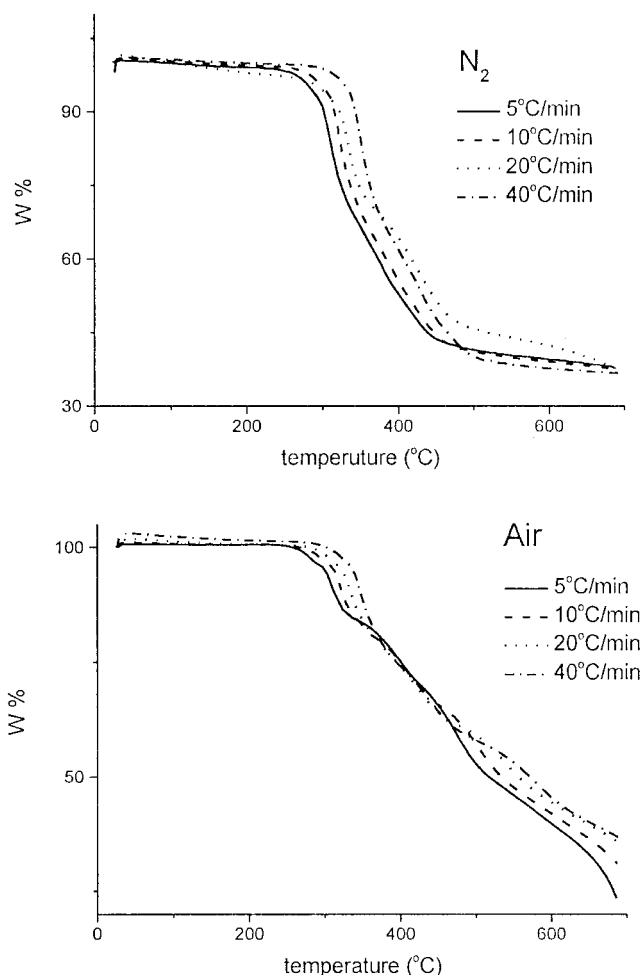 N₂
5°C/min
10°C/min
20°C/min
40°C/min
W %
90
60
30
0 200 400 600
temperuture (°C)
Air
5°C/min
10°C/min
20°C/min
40°C/min
W %
100
50
0 200 400 600
temperature (°C)